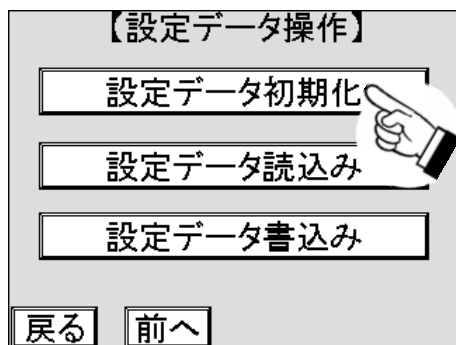 【設定データ操作】
設定データ初期化
設定データ読込み
設定データ書込み
戻る 前へ